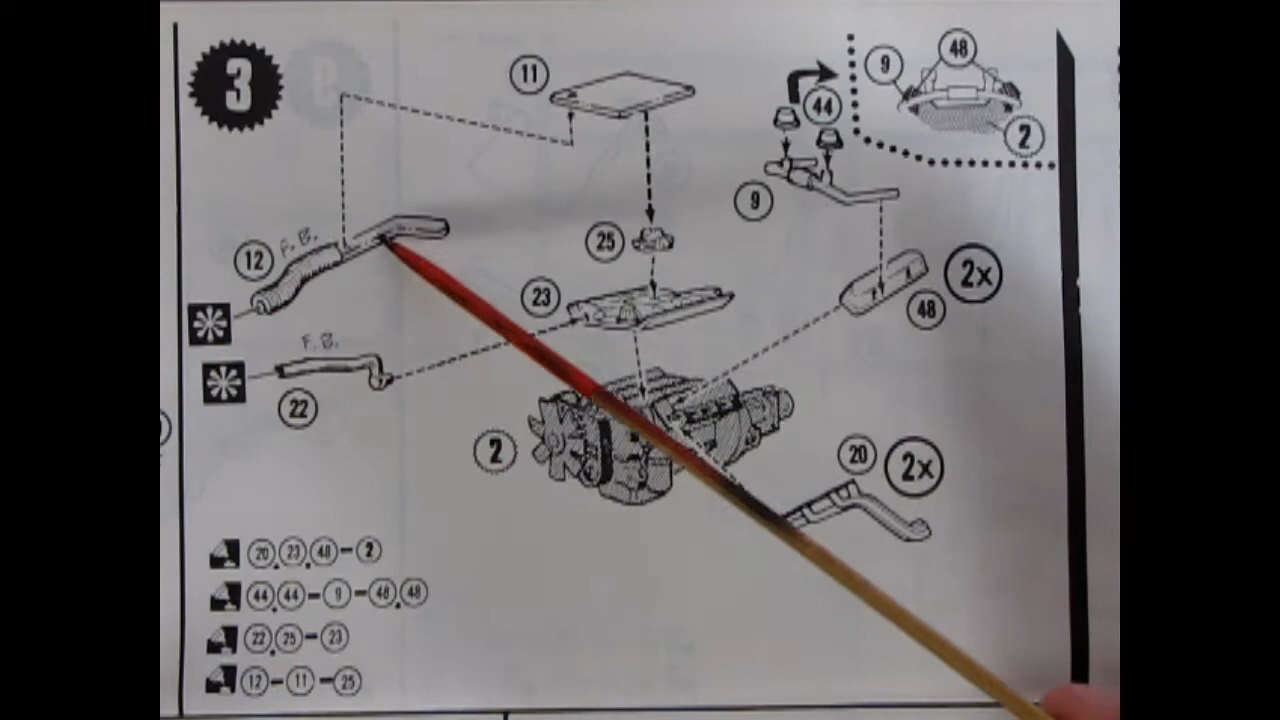 3
11
48
9
44
2
9
25
12 F. B.
23
2x
48
F. B.
22
2
20
2x
20, 23, 48 – 2
44, 44 – 9 – 48, 48
22, 25 – 23
12 – 11 – 25